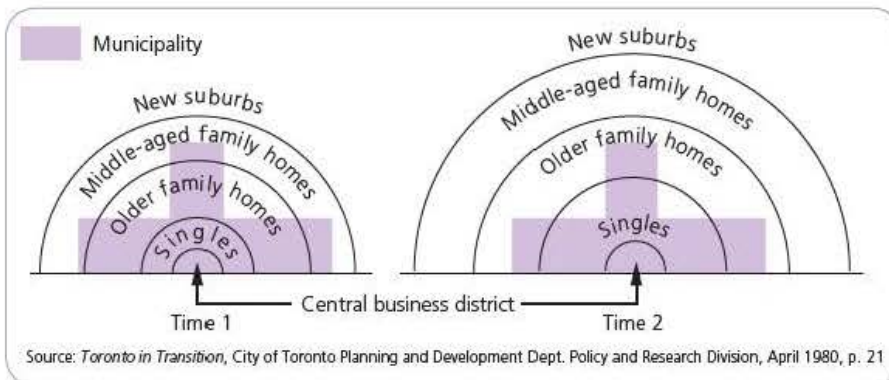 Municipality
New suburbs
Middle-aged family homes
Older family homes
Singles
New suburbs
Middle-aged family homes
Older family homes
Singles
Central business district
Time 1
Time 2
Source: Toronto in Transition, City of Toronto Planning and Development Dept. Policy and Research Division, April 1980, p. 21